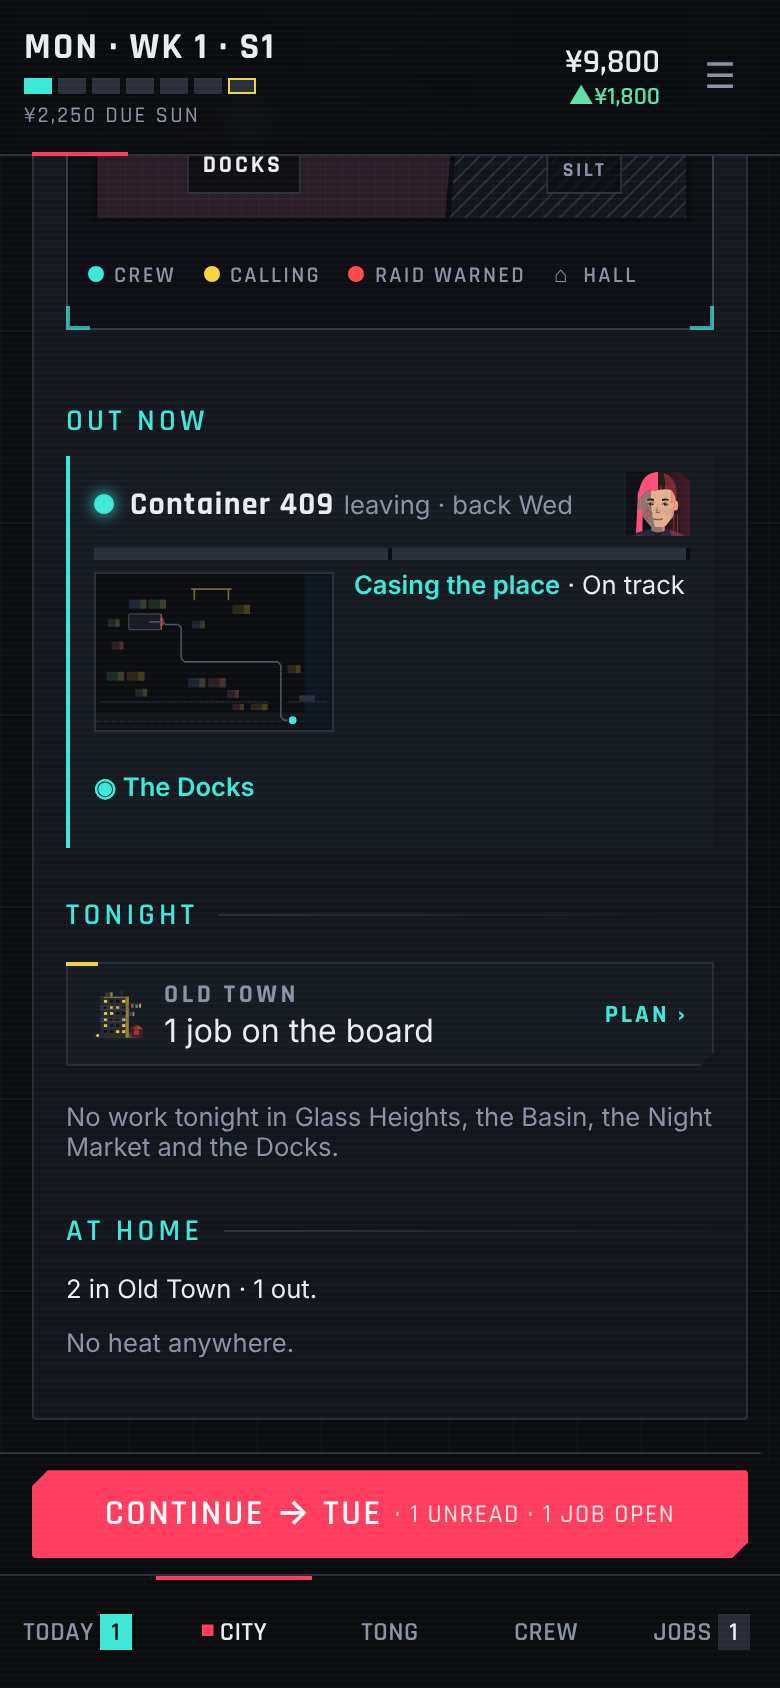 MON · WK 1 · S1
¥2,250 DUE SUN
¥9,800
▲¥1,800
DOCKS
SILT
CREW
CALLING
RAID WARNED
⌂ HALL
OUT NOW
Container 409 leaving · back Wed
Casing the place · On track
◉ The Docks
TONIGHT
OLD TOWN
1 job on the board
PLAN ›
No work tonight in Glass Heights, the Basin, the Night
Market and the Docks.
AT HOME
2 in Old Town · 1 out.
No heat anywhere.
CONTINUE → TUE · 1 UNREAD · 1 JOB OPEN
TODAY 1
CITY
TONG
CREW
JOBS 1